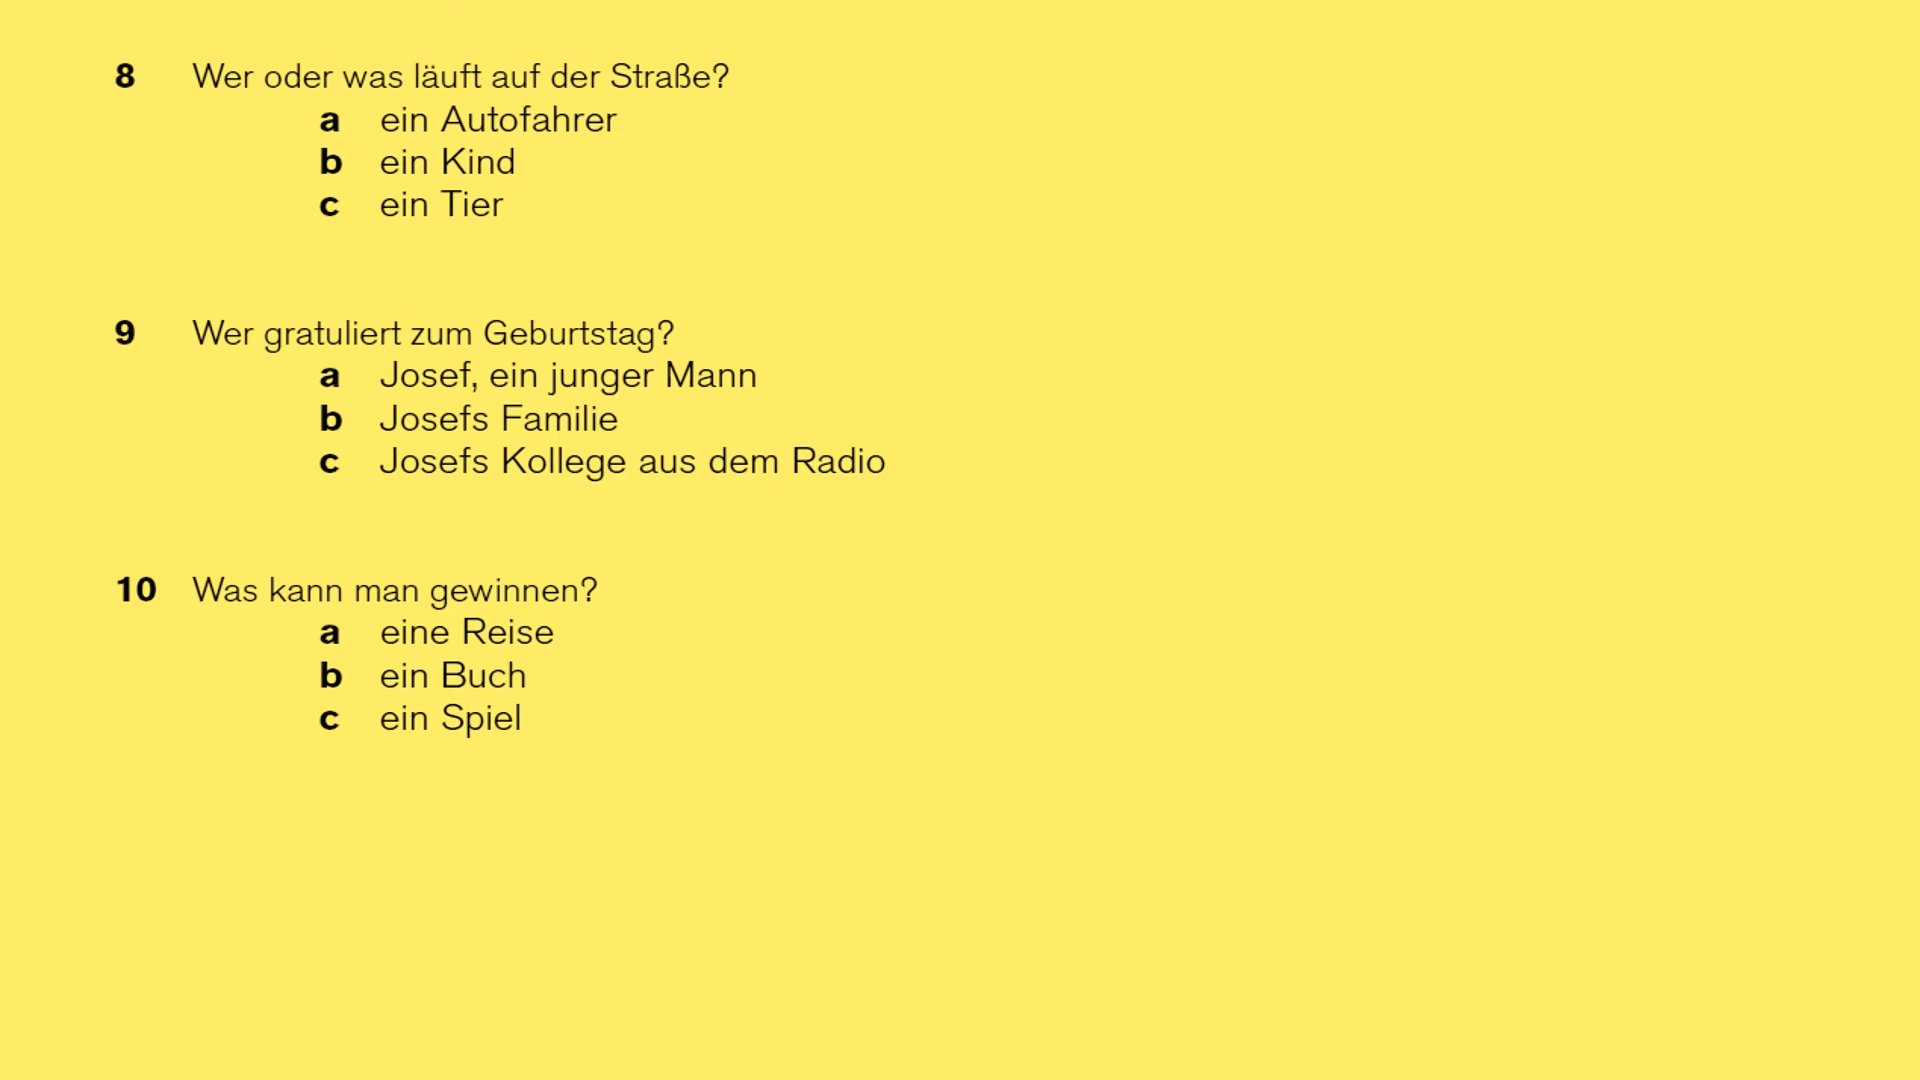 8 Wer oder was läuft auf der Straße?
a ein Autofahrer
b ein Kind
c ein Tier
9 Wer gratuliert zum Geburtstag?
a Josef, ein junger Mann
b Josefs Familie
c Josefs Kollege aus dem Radio
10 Was kann man gewinnen?
a eine Reise
b ein Buch
c ein Spiel